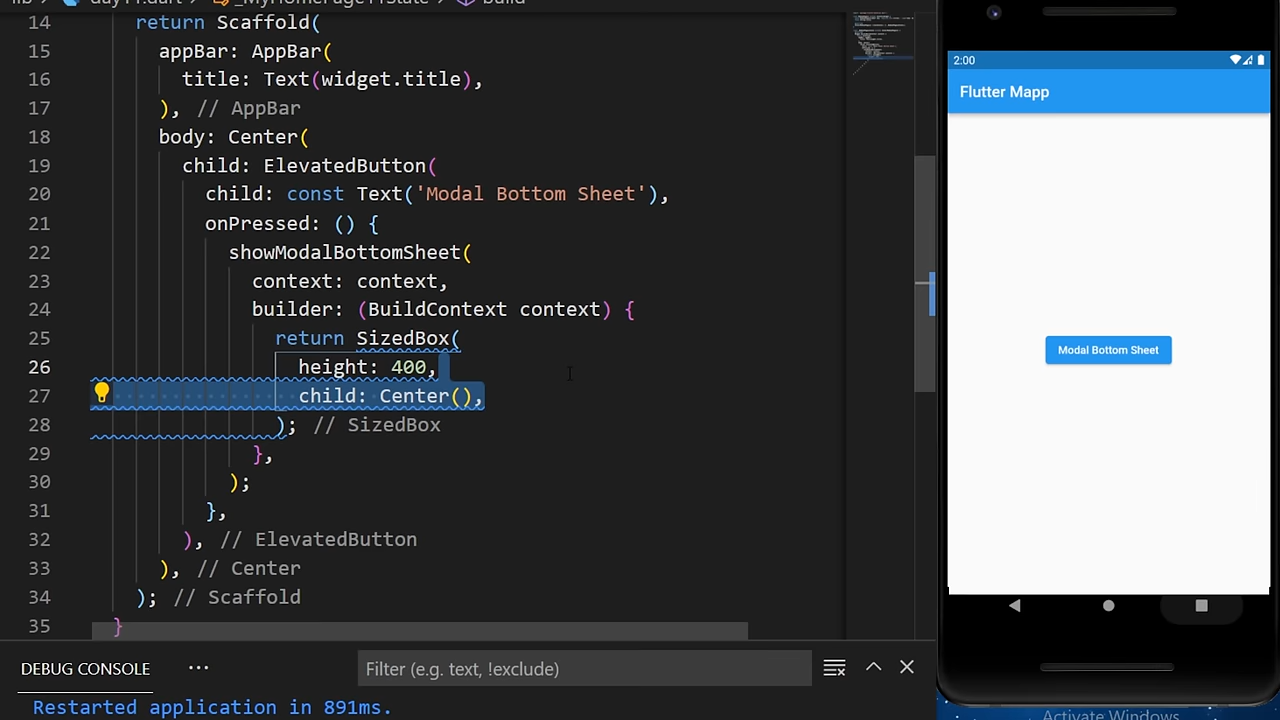 14 return Scaffold(
15 appBar: AppBar(
16 title: Text(widget.title),
17 ), // AppBar
18 body: Center(
19 child: ElevatedButton(
20 child: const Text('Modal Bottom Sheet'),
21 onPressed: () {
22 showModalBottomSheet(
23 context: context,
24 builder: (BuildContext context) {
25 return SizedBox(
26 height: 400,
27 child: Center(),
28 ); // SizedBox
29 },
30 );
31 },
32 ), // ElevatedButton
33 ), // Center
34 ); // Scaffold
35 }
DEBUG CONSOLE ...
Filter (e.g. text, !exclude)
Restarted application in 891ms.
2:00
Flutter Mapp
Modal Bottom Sheet
Activate Windows